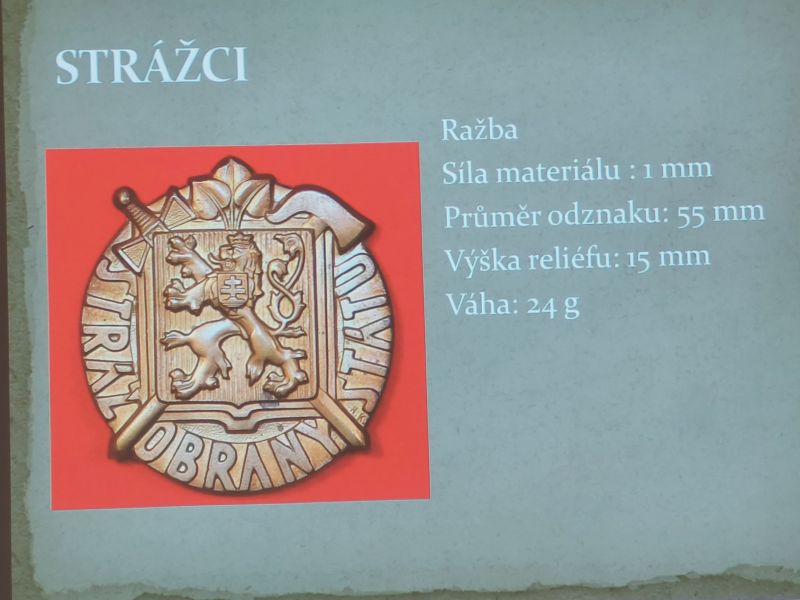 STRÁŽCI
Ražba
Síla materiálu : 1 mm
Průměr odznaku: 55 mm
Výška reliéfu: 15 mm
Váha: 24 g
STRÁŽ
OBRANY
STÁTU